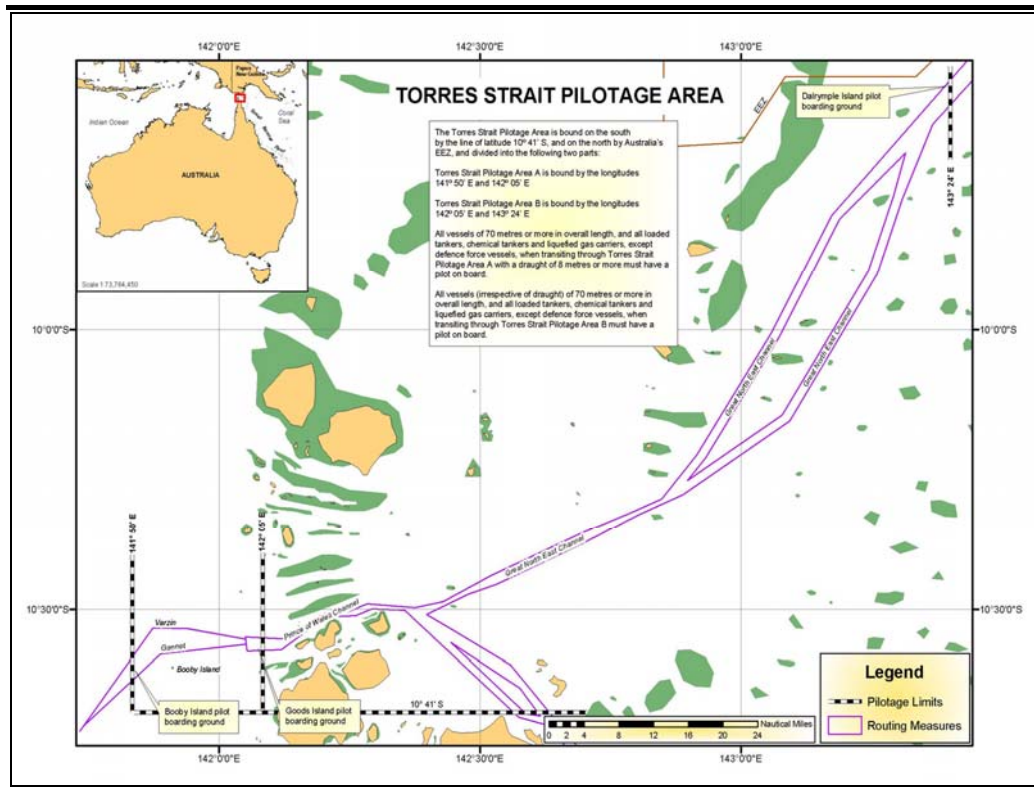 142°0'0"E
142°30'0"E
143°0'0"E
TORRES STRAIT PILOTAGE AREA
Papua
New Guinea
Indian Ocean
Coral
Sea
AUSTRALIA
Scale 1:73,764,450
EEZ
Dalrymple Island pilot
boarding ground
143° 24' E
The Torres Strait Pilotage Area is bound on the south
by the line of latitude 10° 41' S, and on the north by Australia's
EEZ, and divided into the following two parts:
Torres Strait Pilotage Area A is bound by the longitudes
141° 50' E and 142° 05' E
Torres Strait Pilotage Area B is bound by the longitudes
142° 05' E and 143° 24' E
All vessels of 70 metres or more in overall length, and all loaded
tankers, chemical tankers and liquefied gas carriers, except
defence force vessels, when transiting through Torres Strait
Pilotage Area A with a draught of 8 metres or more must have a
pilot on board.
All vessels (irrespective of draught) of 70 metres or more in
overall length, and all loaded tankers, chemical tankers and
liquefied gas carriers, except defence force vessels, when
transiting through Torres Strait Pilotage Area B must have a
pilot on board.
10°0'0"S
10°0'0"S
Great North East Channel
Great North East Channel
Great North East Channel
141° 50' E
142° 05' E
10°30'0"S
10°30'0"S
Prince of Wales Channel
Varzin
Gannet
Booby Island
Booby Island pilot
boarding ground
Goods Island pilot
boarding ground
10° 41' S
Legend
Pilotage Limits
Routing Measures
Nautical Miles
0 2 4 8 12 16 20 24
142°0'0"E
142°30'0"E
143°0'0"E